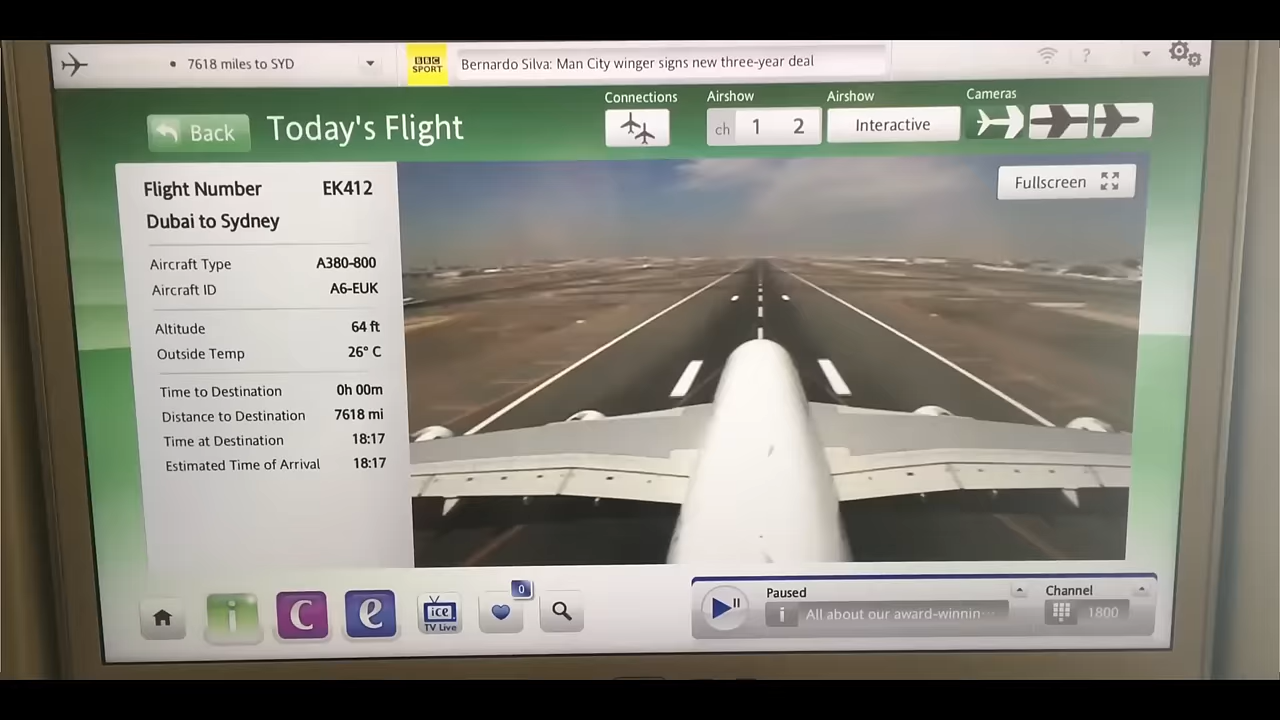 7618 miles to SYD
BBC SPORT
Bernardo Silva: Man City winger signs new three-year deal
?
Back
Today's Flight
Connections
Airshow
ch 1 2
Airshow
Interactive
Cameras
Flight Number EK412
Dubai to Sydney
Aircraft Type A380-800
Aircraft ID A6-EUK
Altitude 64 ft
Outside Temp 26° C
Time to Destination 0h 00m
Distance to Destination 7618 mi
Time at Destination 18:17
Estimated Time of Arrival 18:17
Fullscreen
i
C
e
ice
TV Live
0
Paused
i All about our award-winnin...
Channel
1800